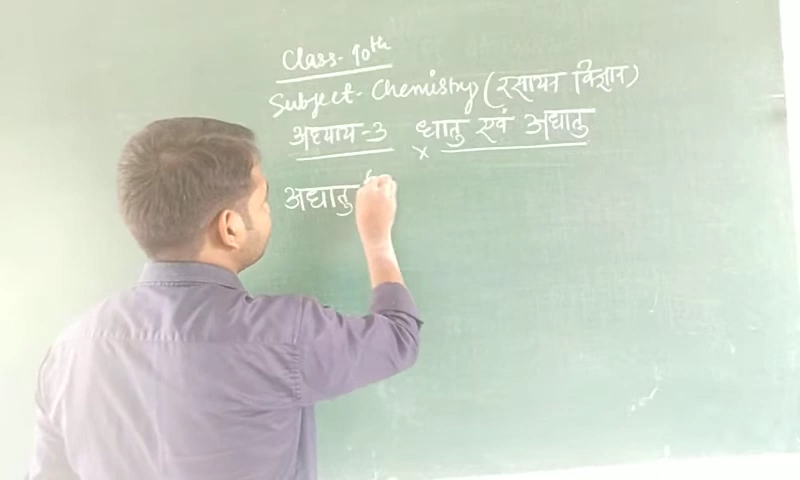 Class-10th
Subject-Chemistry (रसायन विज्ञान)
अध्याय-3 धातु एवं अधातु
x
अधातु